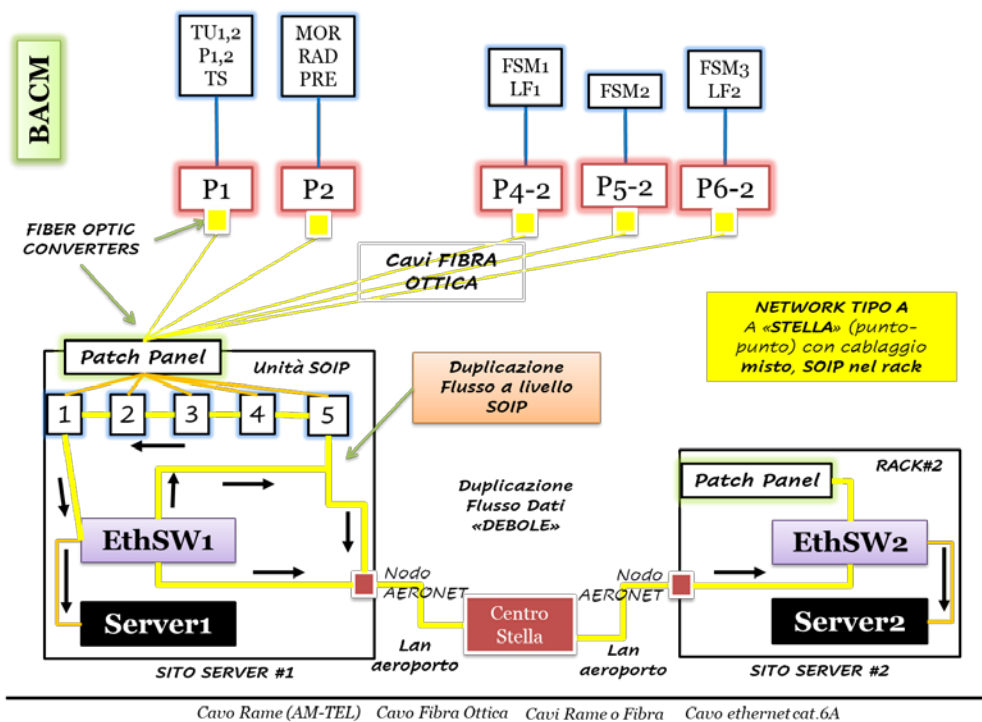 BACM
TU1,2
P1,2
TS
MOR
RAD
PRE
FSM1
LF1
FSM2
FSM3
LF2
P1
P2
P4-2
P5-2
P6-2
FIBER OPTIC
CONVERTERS
Cavi FIBRA
OTTICA
NETWORK TIPO A
A «STELLA» (punto-
punto) con cablaggio
misto, SOIP nel rack
Patch Panel
Unità SOIP
Duplicazione
Flusso a livello
SOIP
1
2
3
4
5
RACK#2
Patch Panel
Duplicazione
Flusso Dati
«DEBOLE»
EthSW1
EthSW2
Nodo
AERONET
Nodo
AERONET
Centro
Stella
Server1
Server2
Lan
aeroporto
Lan
aeroporto
SITO SERVER #1
SITO SERVER #2
Cavo Rame (AM-TEL) Cavo Fibra Ottica Cavi Rame o Fibra Cavo ethernet cat.6A